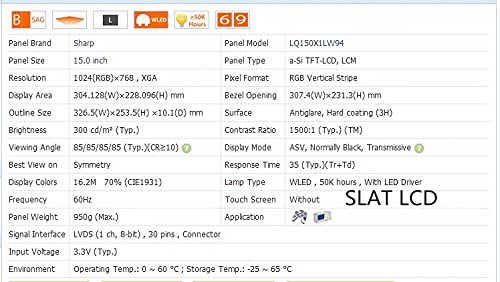 B SAG L WLED ≥50K Hours 6 9
Panel Brand Sharp Panel Model LQ150X1LW94
Panel Size 15.0 inch Panel Type a-Si TFT-LCD, LCM
Resolution 1024(RGB)×768 , XGA Pixel Format RGB Vertical Stripe
Display Area 304.128(W)×228.096(H) mm Bezel Opening 307.4(W)×231.3(H) mm
Outline Size 326.5(W)×253.5(H) ×10.1(D) mm Surface Antiglare, Hard coating (3H)
Brightness 300 cd/m² (Typ.) Contrast Ratio 1500:1 (Typ.) (TM)
Viewing Angle 85/85/85/85 (Typ.)(CR≥10) ? Display Mode ASV, Normally Black, Transmissive ?
Best View on Symmetry Response Time 35 (Typ.)(Tr+Td)
Display Colors 16.2M 70% (CIE1931) Lamp Type WLED , 50K hours , With LED Driver
Frequency 60Hz Touch Screen Without SLAT LCD
Panel Weight 950g (Max.) Application
Signal Interface LVDS (1 ch, 8-bit) , 30 pins , Connector
Input Voltage 3.3V (Typ.)
Environment Operating Temp.: 0 ~ 60 °C ; Storage Temp.: -25 ~ 65 °C